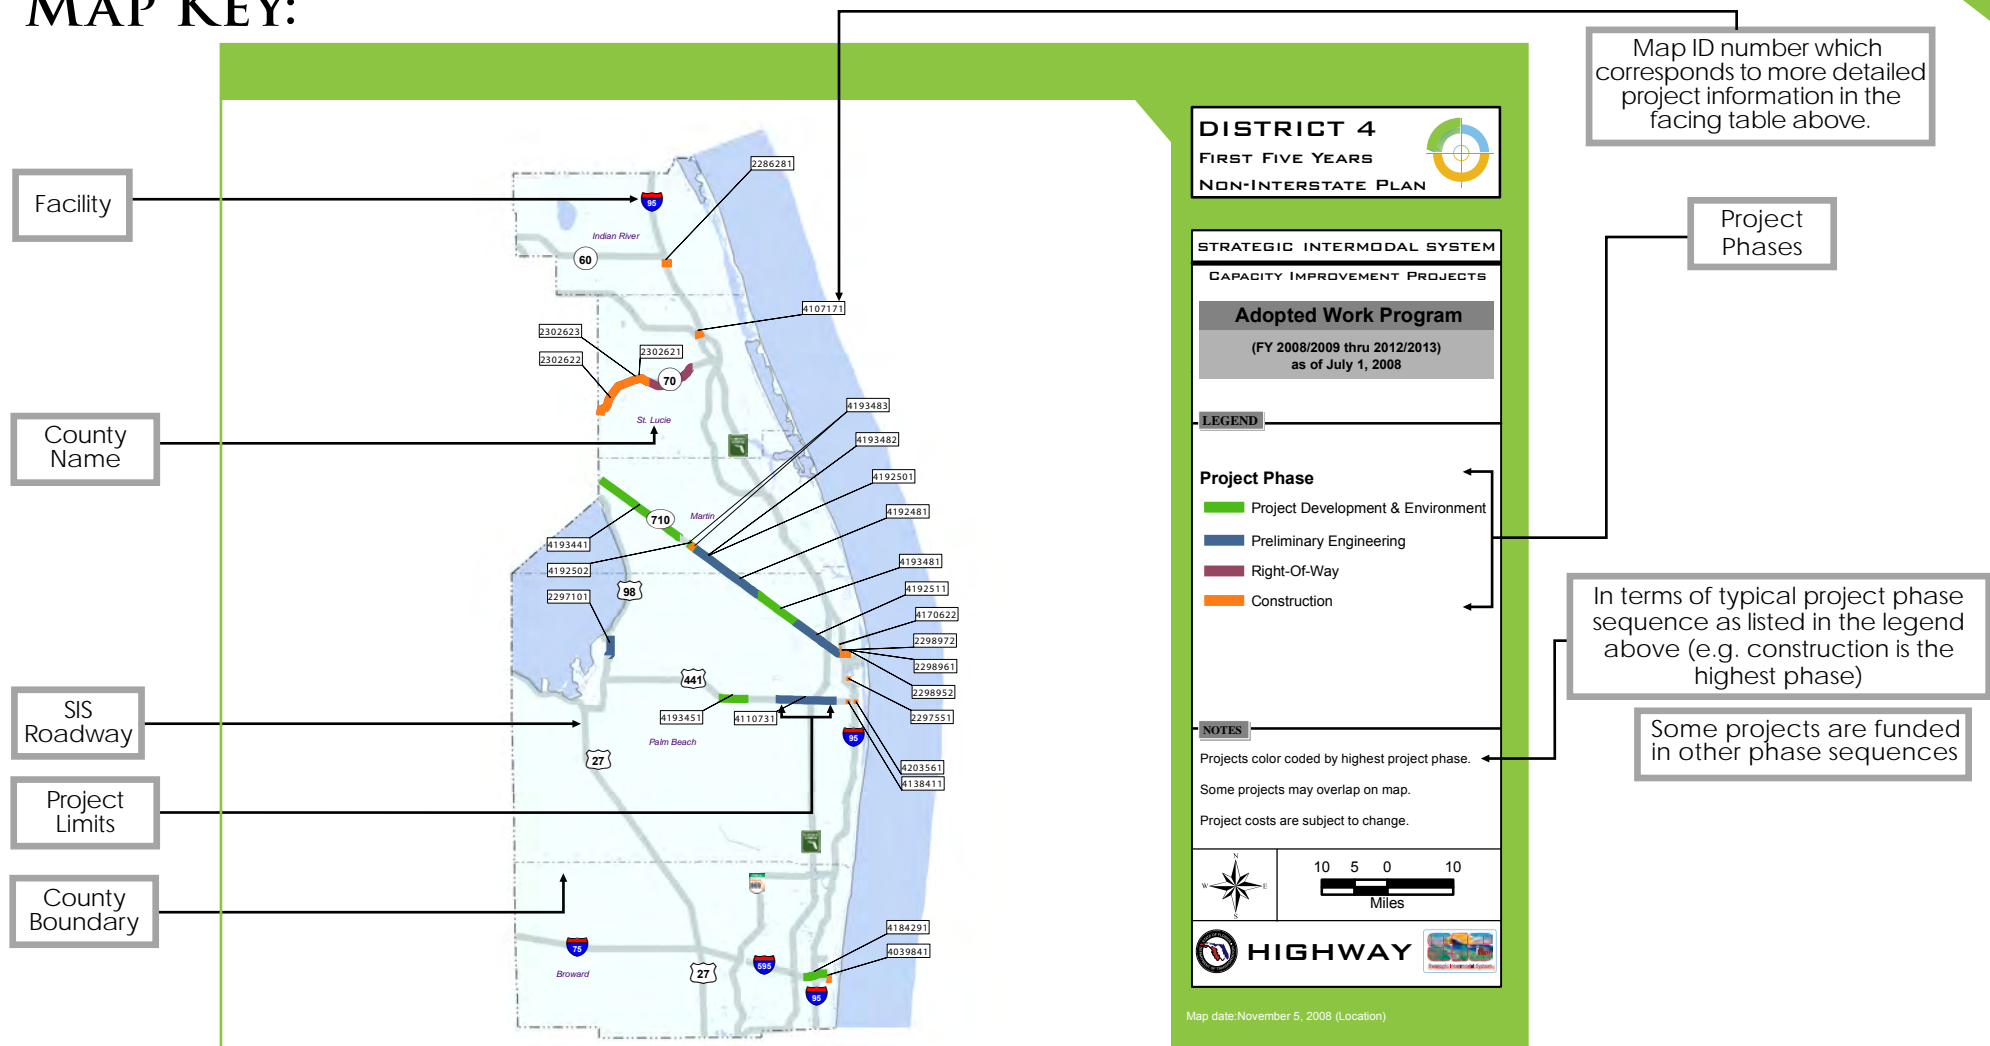 MAP KEY:
Map ID number which
corresponds to more detailed
project information in the
facing table above.
Facility
County
Name
SIS
Roadway
Project
Limits
County
Boundary
2286281
95
Indian River
60
4107171
2302623
2302621
2302622
70
St. Lucie
4193483
4193482
4192501
4192481
710
Martin
4193441
4192502
4193481
98
4192511
2297101
4170622
2298972
2298961
441
2298952
4193451
4110731
2297551
Palm Beach
95
27
4203561
4138411
869
4184291
75
4039841
595
Broward
27
95
DISTRICT 4
FIRST FIVE YEARS
NON-INTERSTATE PLAN
STRATEGIC INTERMODAL SYSTEM
CAPACITY IMPROVEMENT PROJECTS
Adopted Work Program
(FY 2008/2009 thru 2012/2013)
as of July 1, 2008
LEGEND
Project Phase
Project Development & Environment
Preliminary Engineering
Right-Of-Way
Construction
NOTES
Projects color coded by highest project phase.
Some projects may overlap on map.
Project costs are subject to change.
N
W E
S
10 5 0 10
Miles
HIGHWAY
SIS
Strategic Intermodal System
Map date:November 5, 2008 (Location)
Project
Phases
In terms of typical project phase
sequence as listed in the legend
above (e.g. construction is the
highest phase)
Some projects are funded
in other phase sequences